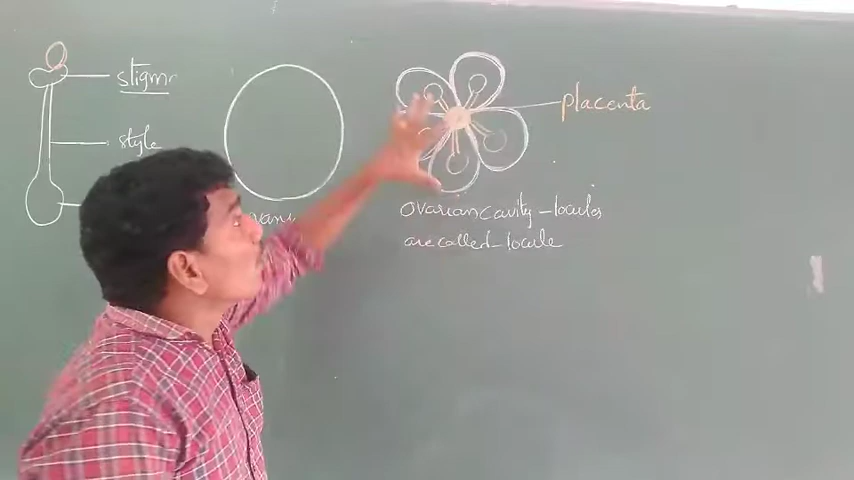 stigma
style
placenta
ovarian cavity - locules
are called - locule